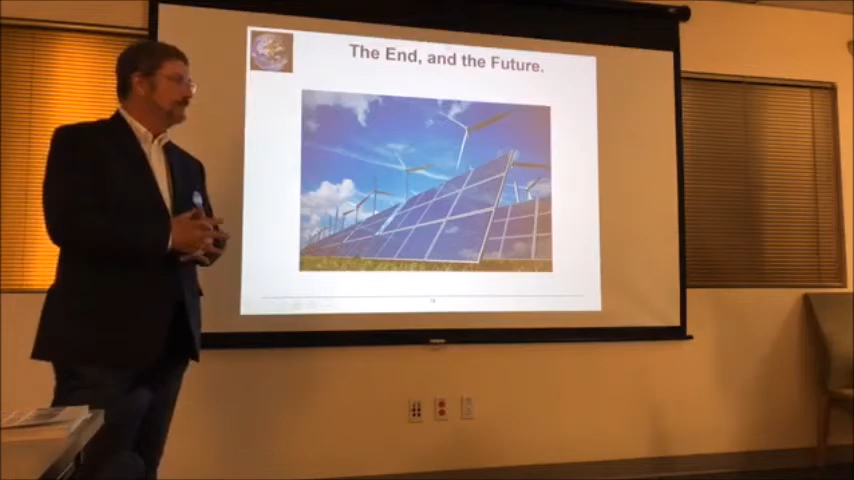 The End, and the Future.